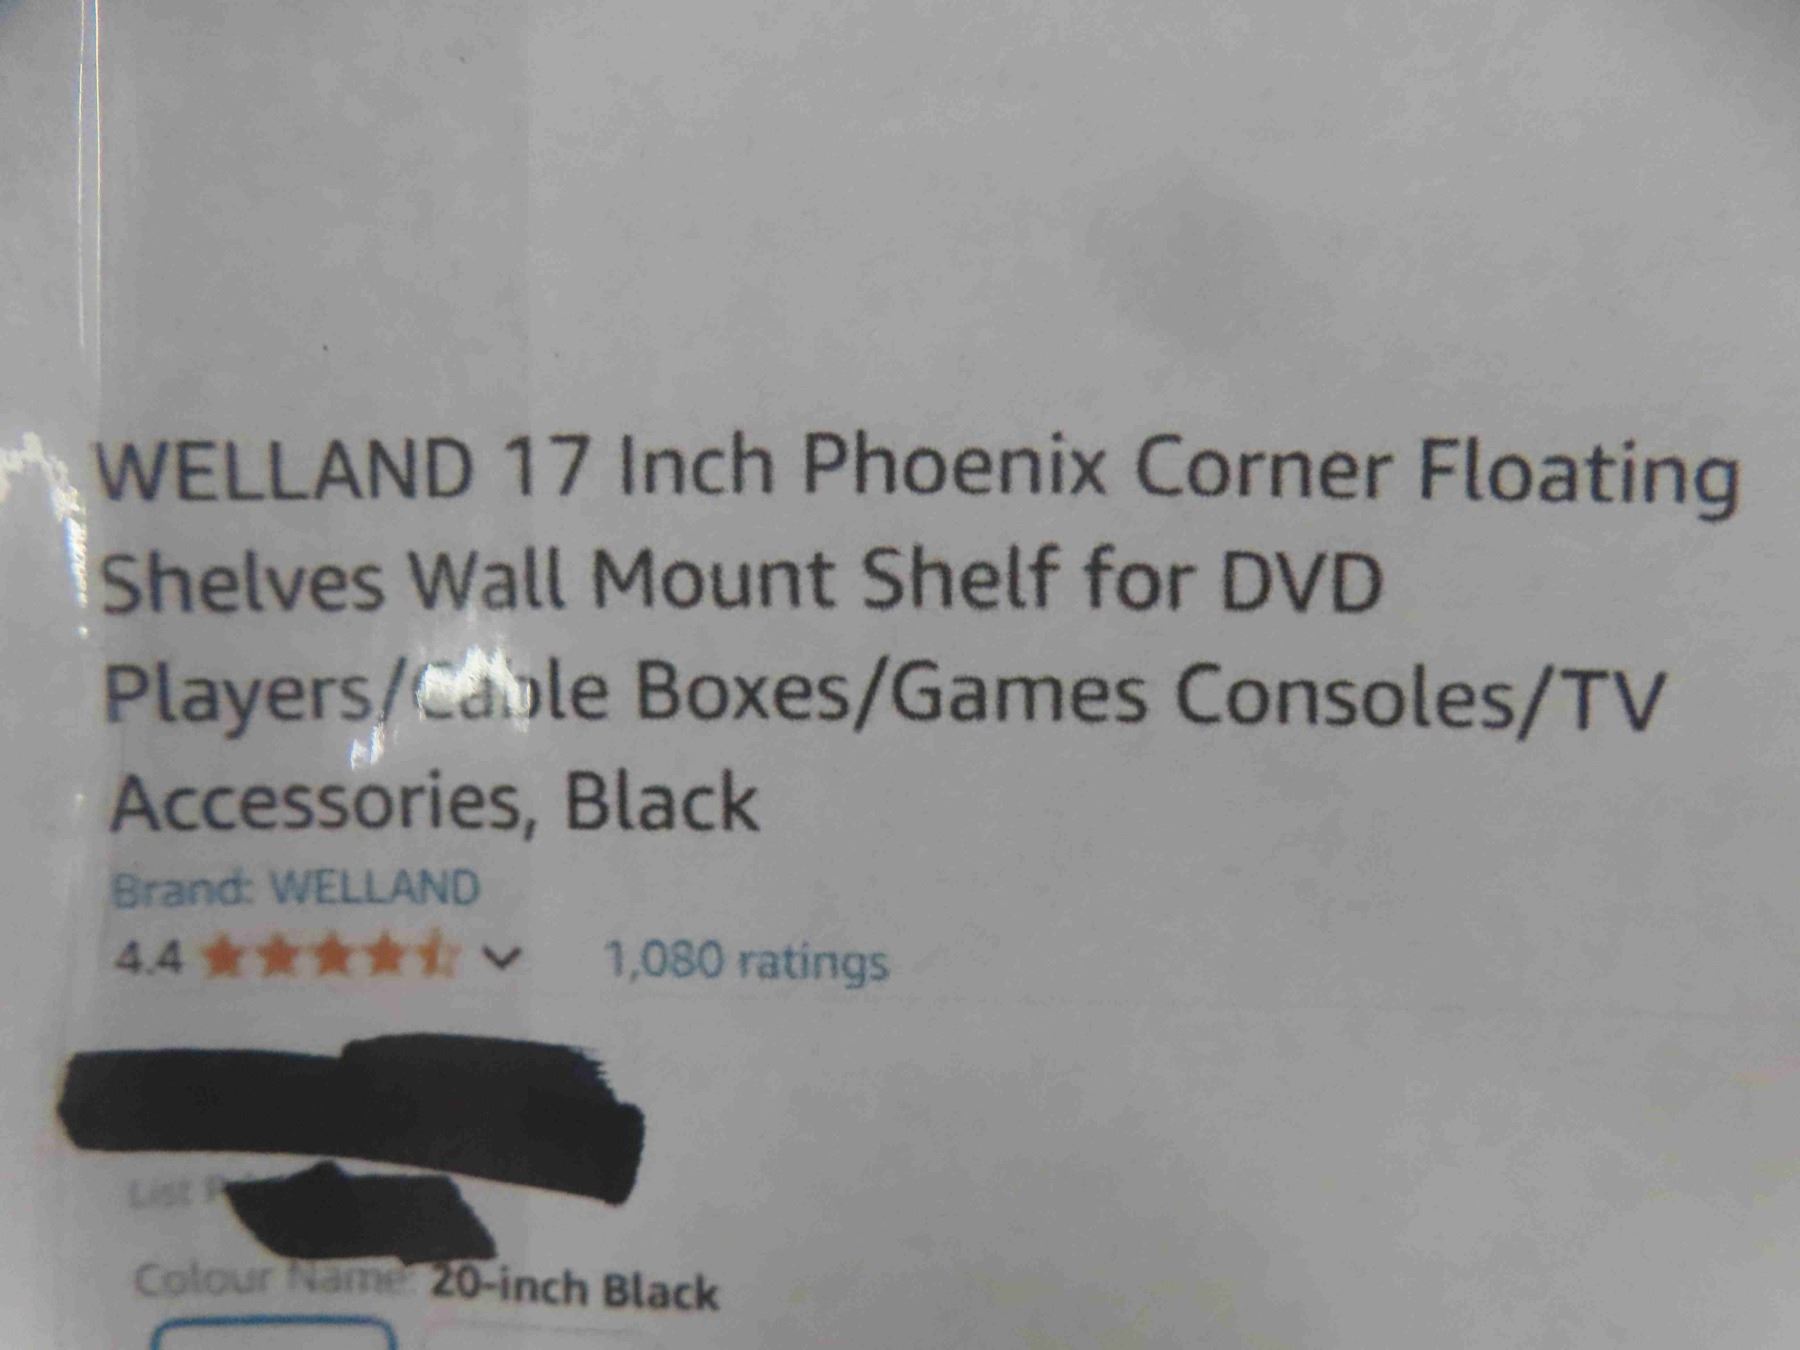 WELLAND 17 Inch Phoenix Corner Floating
Shelves Wall Mount Shelf for DVD
Players/Cable Boxes/Games Consoles/TV
Accessories, Black
Brand: WELLAND
4.4 1,080 ratings
List
Colour Name: 20-inch Black